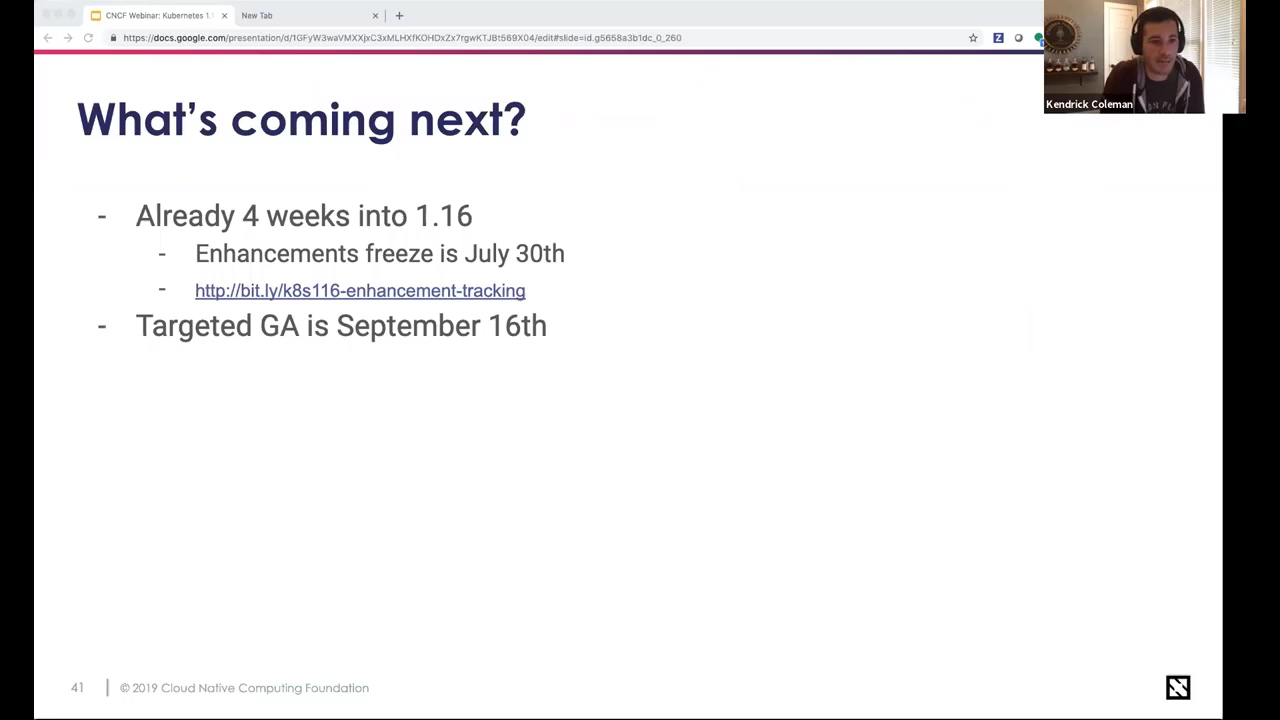 CNCF Webinar: Kubernetes 1.1
New Tab
https://docs.google.com/presentation/d/1GFyW3waVMXXjxC3xMLHXfKOHDxZx7rgwKTJBt569X04/edit#slide=id.g5658a3b1dc_0_260
Kendrick Coleman
What's coming next?
- Already 4 weeks into 1.16
- Enhancements freeze is July 30th
- http://bit.ly/k8s116-enhancement-tracking
- Targeted GA is September 16th
41
© 2019 Cloud Native Computing Foundation